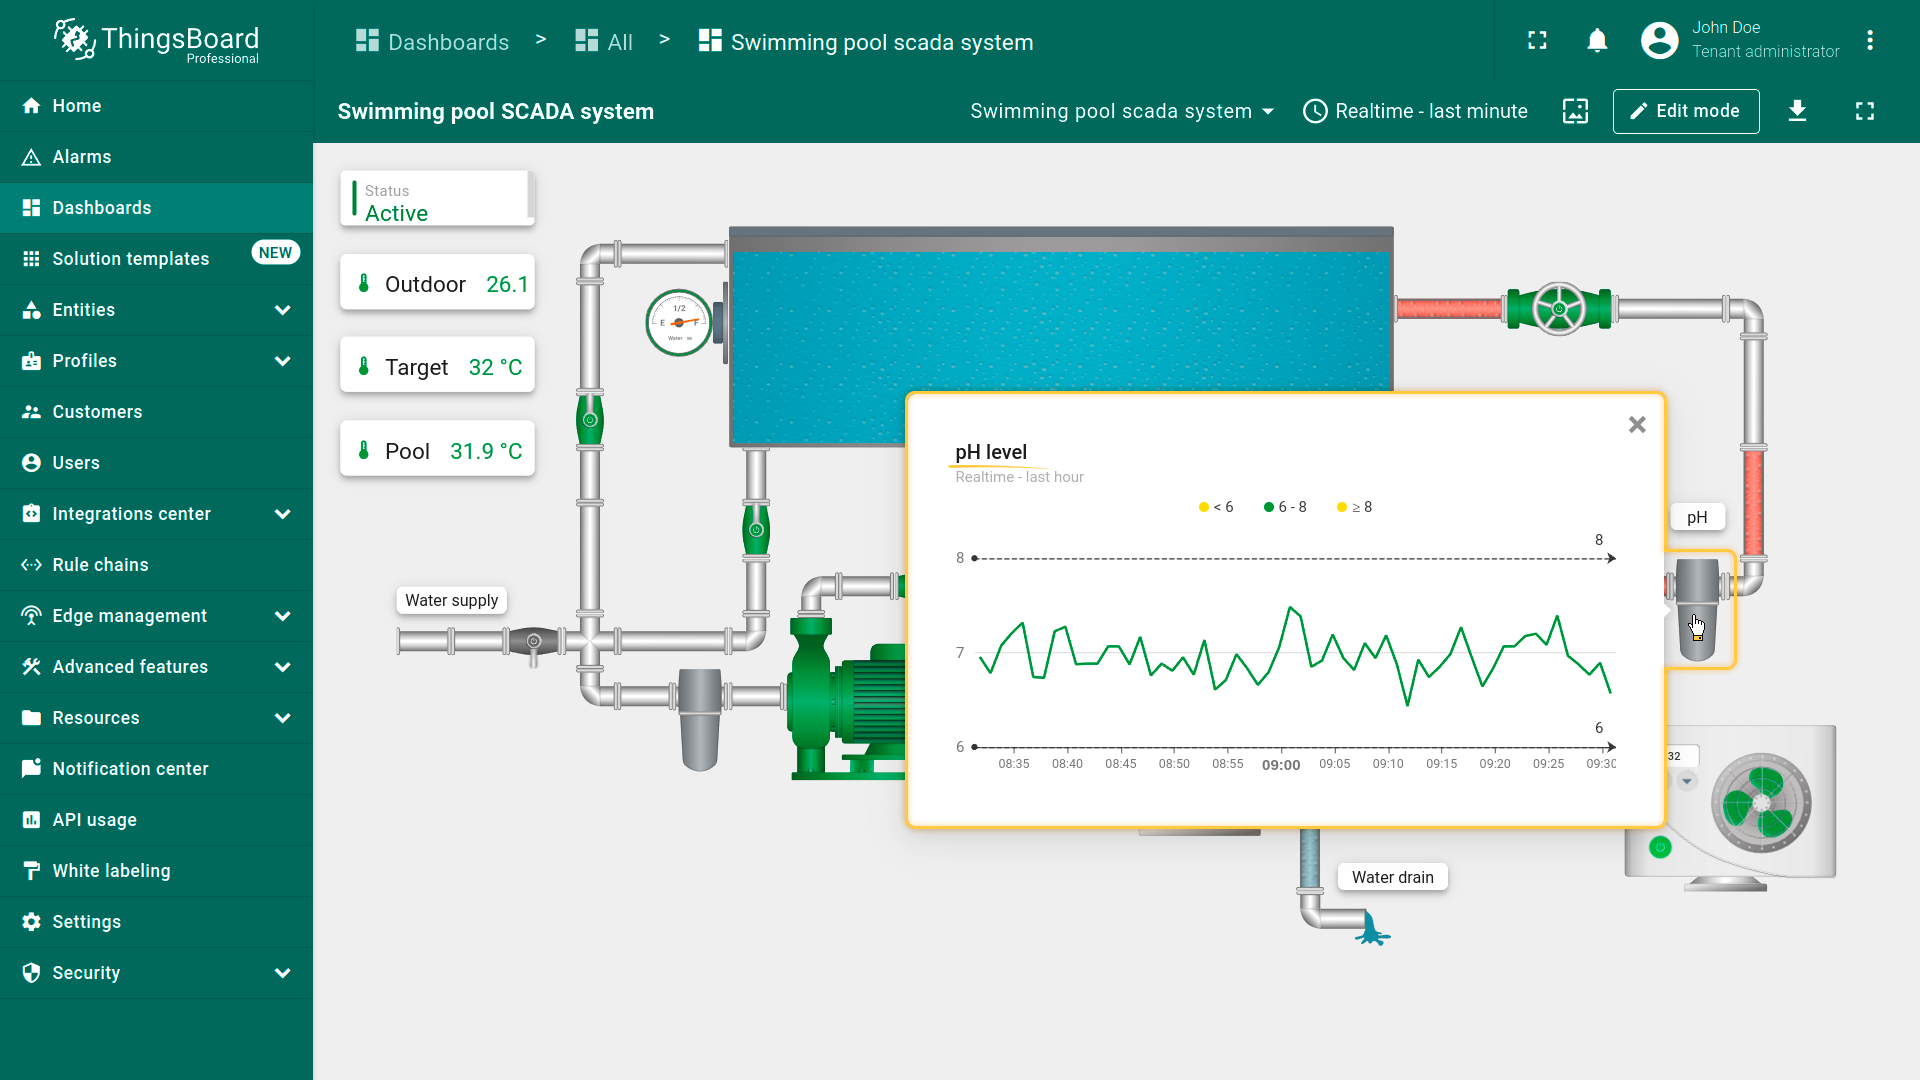 ThingsBoard
Professional
Dashboards > All > Swimming pool scada system
John Doe
Tenant administrator
Swimming pool SCADA system
Swimming pool scada system
Realtime - last minute
Edit mode
Home
Alarms
Dashboards
Solution templates
NEW
Entities
Profiles
Customers
Users
Integrations center
Rule chains
Edge management
Advanced features
Resources
Notification center
API usage
White labeling
Settings
Security
Status
Active
Outdoor 26.1
Target 32 °C
Pool 31.9 °C
1/2
E F
Water
Water supply
pH level
Realtime - last hour
< 6 6 - 8 ≥ 8
8
8
7
6
6
08:35 08:40 08:45 08:50 08:55 09:00 09:05 09:10 09:15 09:20 09:25 09:30
pH
32
Water drain